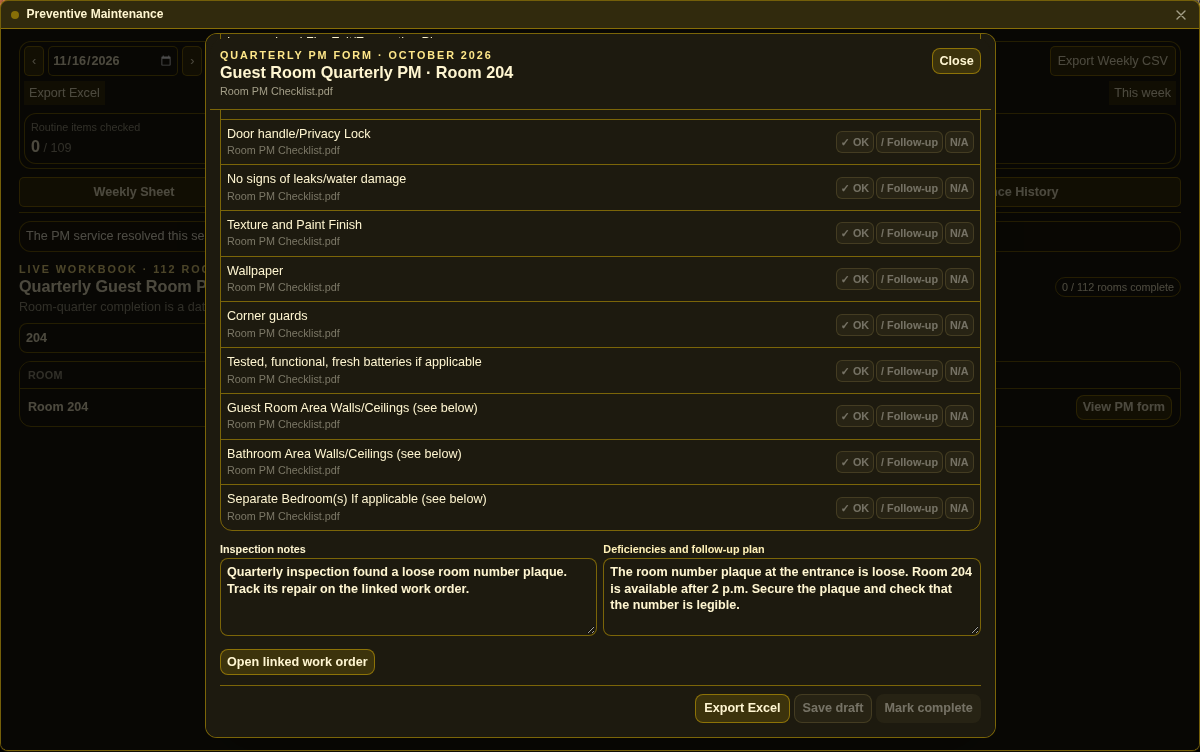 Preventive Maintenance
11/16/2026
Export Weekly CSV
Export Excel
This week
Routine items checked
0 / 109
Weekly Sheet
nce History
The PM service resolved this se
LIVE WORKBOOK · 112 ROO
Quarterly Guest Room P
0 / 112 rooms complete
Room-quarter completion is a dat
204
ROOM
Room 204
View PM form
QUARTERLY PM FORM · OCTOBER 2026
Guest Room Quarterly PM · Room 204
Room PM Checklist.pdf
Close
Door handle/Privacy Lock
Room PM Checklist.pdf
✓ OK / Follow-up N/A
No signs of leaks/water damage
Room PM Checklist.pdf
✓ OK / Follow-up N/A
Texture and Paint Finish
Room PM Checklist.pdf
✓ OK / Follow-up N/A
Wallpaper
Room PM Checklist.pdf
✓ OK / Follow-up N/A
Corner guards
Room PM Checklist.pdf
✓ OK / Follow-up N/A
Tested, functional, fresh batteries if applicable
Room PM Checklist.pdf
✓ OK / Follow-up N/A
Guest Room Area Walls/Ceilings (see below)
Room PM Checklist.pdf
✓ OK / Follow-up N/A
Bathroom Area Walls/Ceilings (see below)
Room PM Checklist.pdf
✓ OK / Follow-up N/A
Separate Bedroom(s) If applicable (see below)
Room PM Checklist.pdf
✓ OK / Follow-up N/A
Inspection notes
Quarterly inspection found a loose room number plaque.
Track its repair on the linked work order.
Deficiencies and follow-up plan
The room number plaque at the entrance is loose. Room 204
is available after 2 p.m. Secure the plaque and check that
the number is legible.
Open linked work order
Export Excel
Save draft
Mark complete